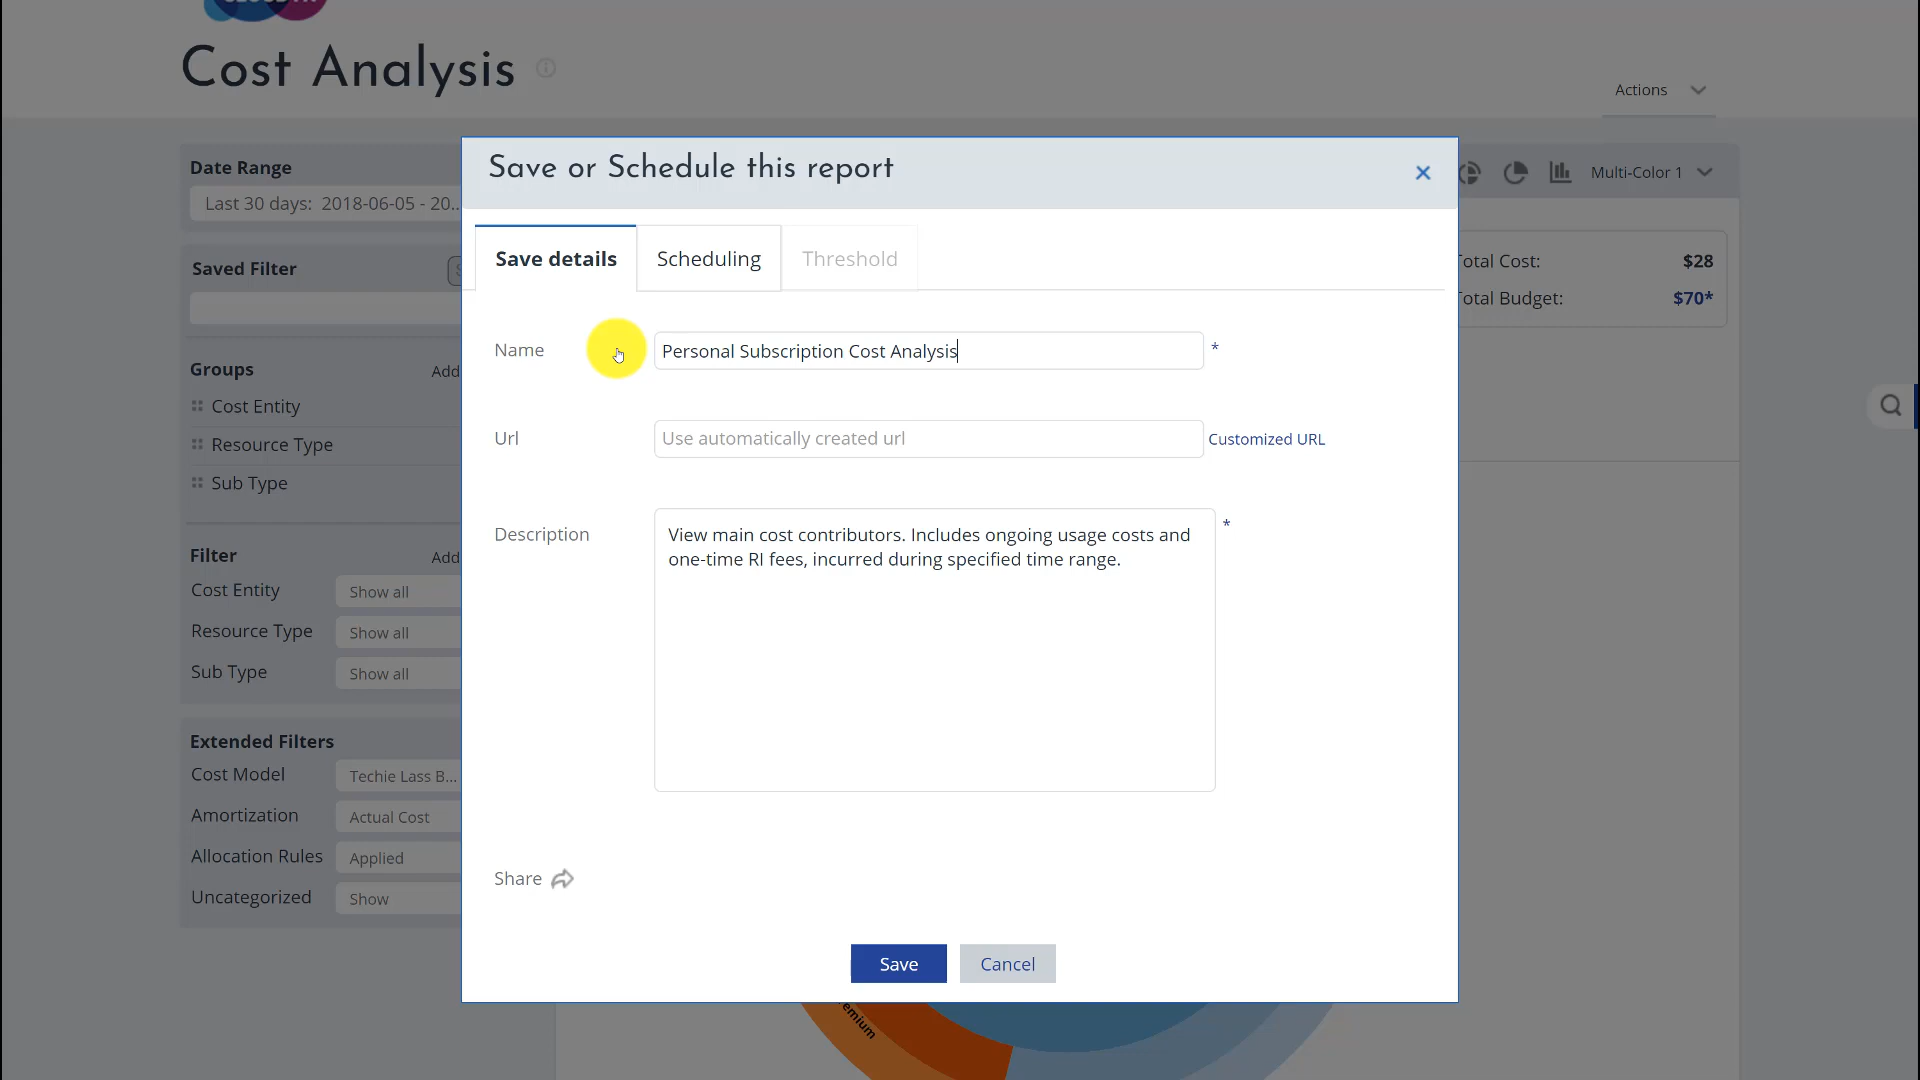 Cost Analysis
Actions
Date Range
Last 30 days: 2018-06-05 - 20...
Saved Filter
Groups
Add
Cost Entity
Resource Type
Sub Type
Filter
Add
Cost Entity
Show all
Resource Type
Show all
Sub Type
Show all
Extended Filters
Cost Model
Techie Lass B...
Amortization
Actual Cost
Allocation Rules
Applied
Uncategorized
Show
Save or Schedule this report
×
Save details
Scheduling
Threshold
Name
Personal Subscription Cost Analysis
*
Url
Use automatically created url
Customized URL
Description
View main cost contributors. Includes ongoing usage costs and
one-time RI fees, incurred during specified time range.
*
Share
Save
Cancel
Multi-Color 1
otal Cost:
$28
otal Budget:
$70*
emium